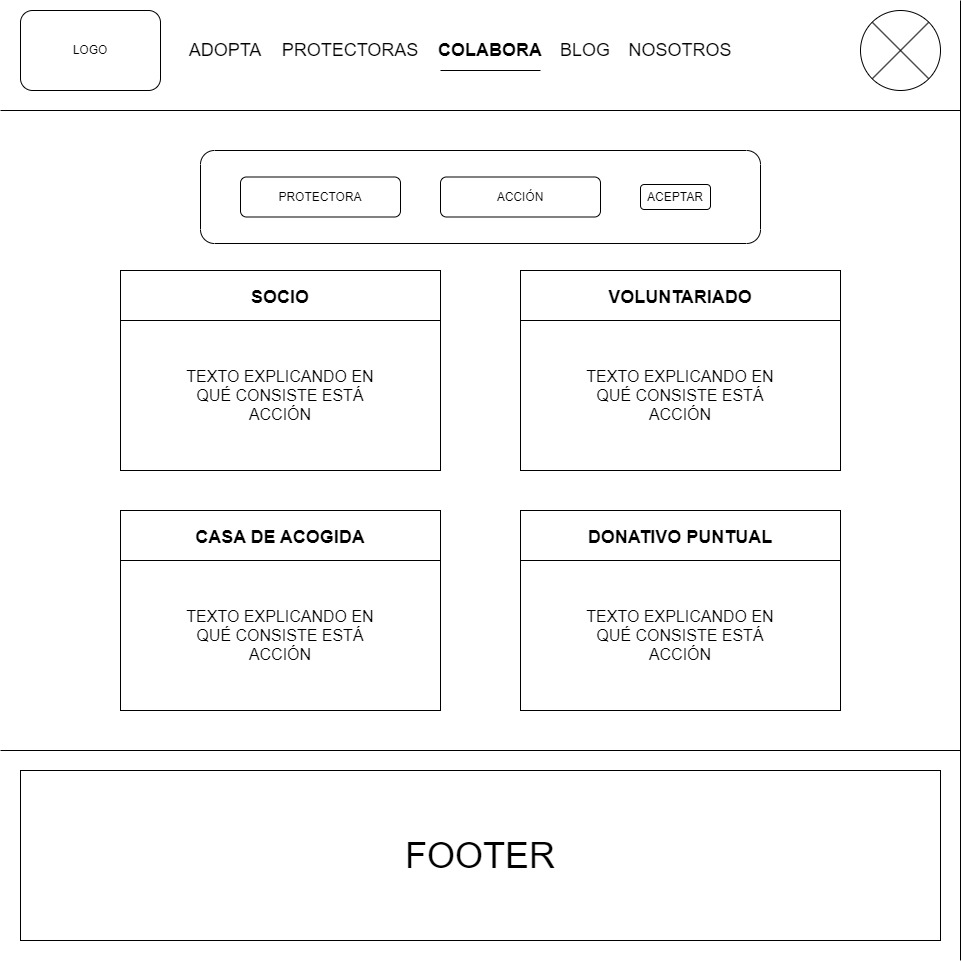 LOGO
ADOPTA PROTECTORAS COLABORA BLOG NOSOTROS
PROTECTORA
ACCIÓN
ACEPTAR
SOCIO
TEXTO EXPLICANDO EN
QUÉ CONSISTE ESTÁ
ACCIÓN
VOLUNTARIADO
TEXTO EXPLICANDO EN
QUÉ CONSISTE ESTÁ
ACCIÓN
CASA DE ACOGIDA
TEXTO EXPLICANDO EN
QUÉ CONSISTE ESTÁ
ACCIÓN
DONATIVO PUNTUAL
TEXTO EXPLICANDO EN
QUÉ CONSISTE ESTÁ
ACCIÓN
FOOTER